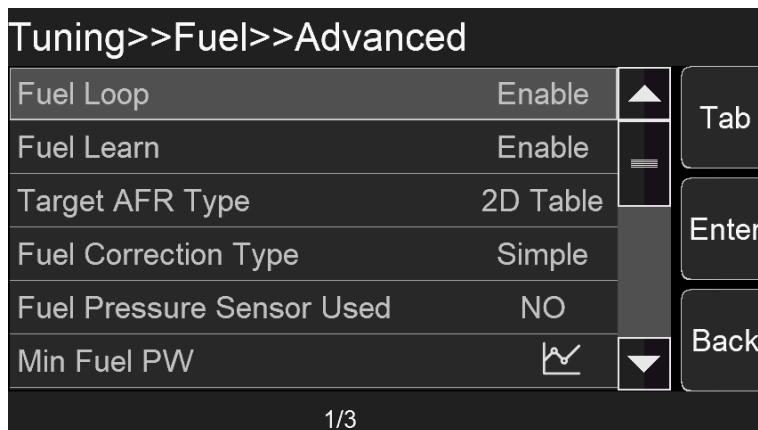 Tuning>>Fuel>>Advanced
Fuel Loop Enable
Fuel Learn Enable
Target AFR Type 2D Table
Fuel Correction Type Simple
Fuel Pressure Sensor Used NO
Min Fuel PW
1/3
Tab
Enter
Back